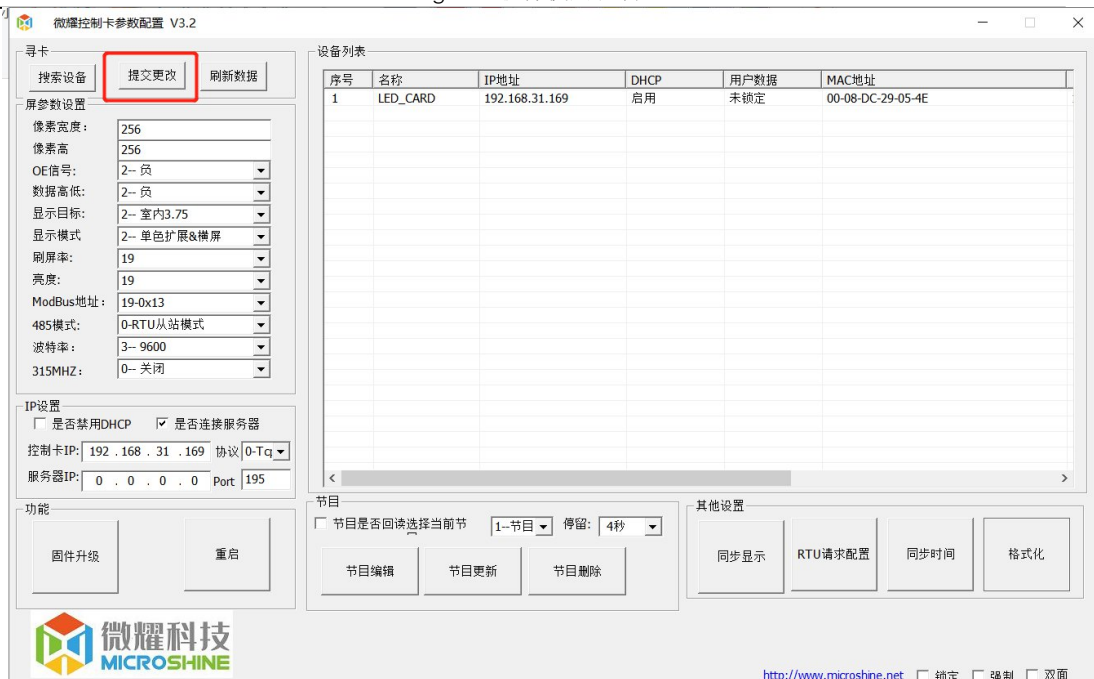 微耀控制卡参数配置 V3.2
寻卡
搜索设备 提交更改 刷新数据
屏参数设置
像素宽度： 256
像素高 256
OE信号: 2-- 负
数据高低: 2-- 负
显示目标: 2-- 室内3.75
显示模式 2-- 单色扩展&横屏
刷屏率: 19
亮度: 19
ModBus地址： 19-0x13
485模式: 0-RTU从站模式
波特率： 3-- 9600
315MHZ： 0-- 关闭
IP设置
是否禁用DHCP 是否连接服务器
控制卡IP: 192 . 168 . 31 . 169 协议 0-Tc
服务器IP: 0 . 0 . 0 . 0 Port 195
功能
固件升级 重启
设备列表
序号 名称 IP地址 DHCP 用户数据 MAC地址
1 LED_CARD 192.168.31.169 启用 未锁定 00-08-DC-29-05-4E
节目
节目是否回读选择当前节 1--节目 停留: 4秒
节目编辑 节目更新 节目删除
其他设置
同步显示 RTU请求配置 同步时间 格式化
微耀科技
MICROSHINE
http://www.microshine.net 锁定 强制 双面